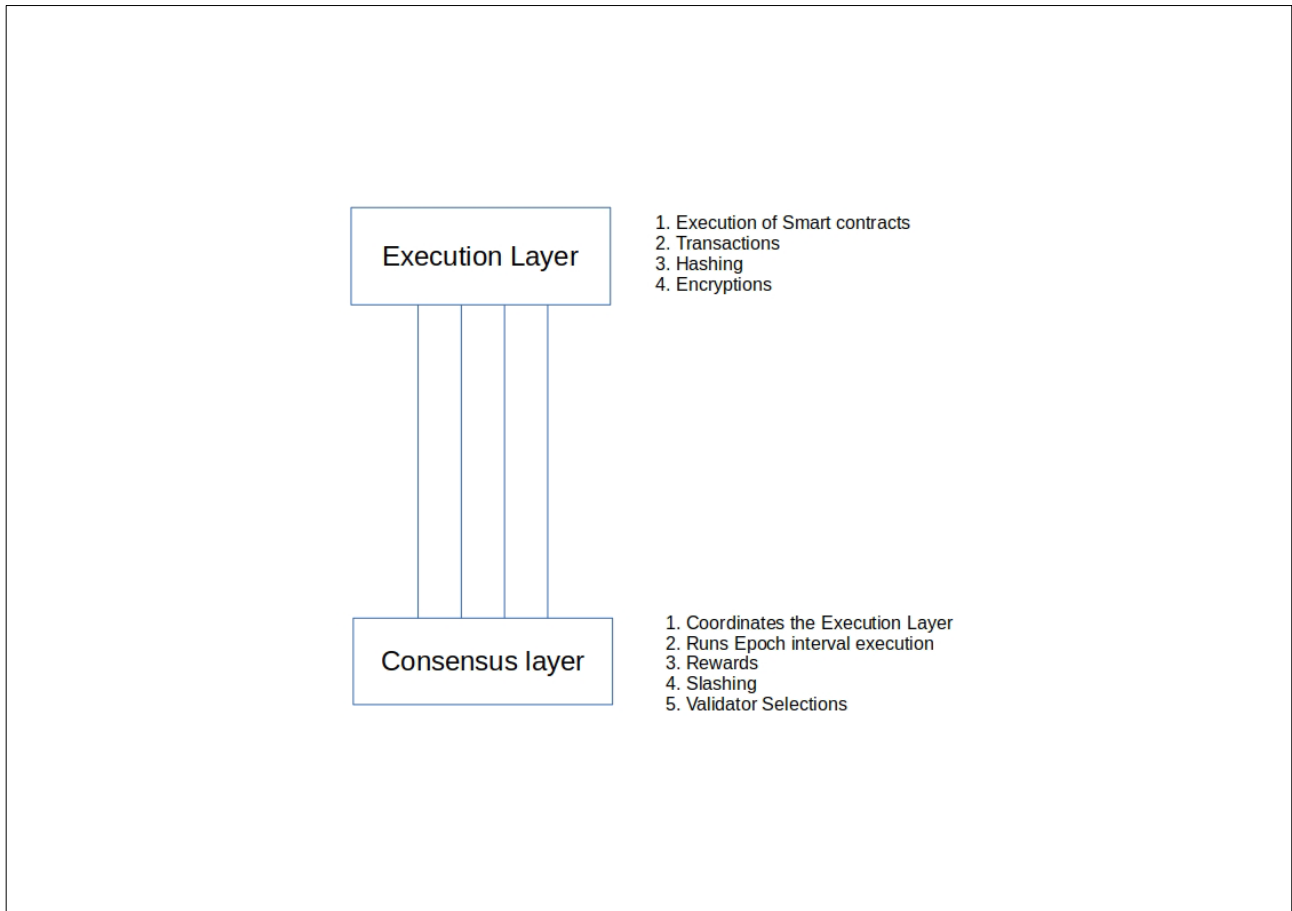 Execution Layer
1. Execution of Smart contracts
2. Transactions
3. Hashing
4. Encryptions
Consensus layer
1. Coordinates the Execution Layer
2. Runs Epoch interval execution
3. Rewards
4. Slashing
5. Validator Selections